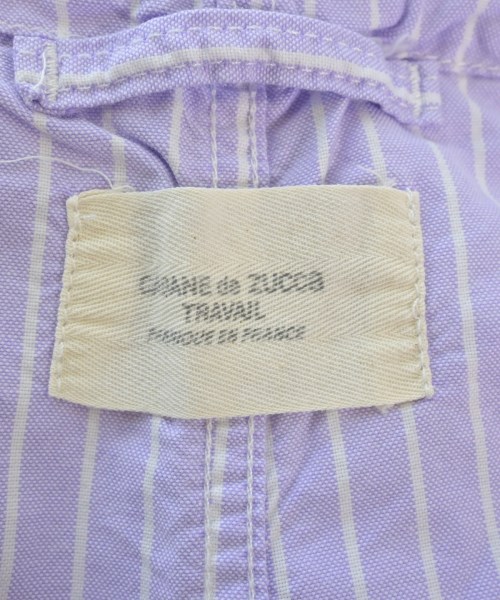 CABANE de ZUCCa
TRAVAIL
FABRIQUE EN FRANCE